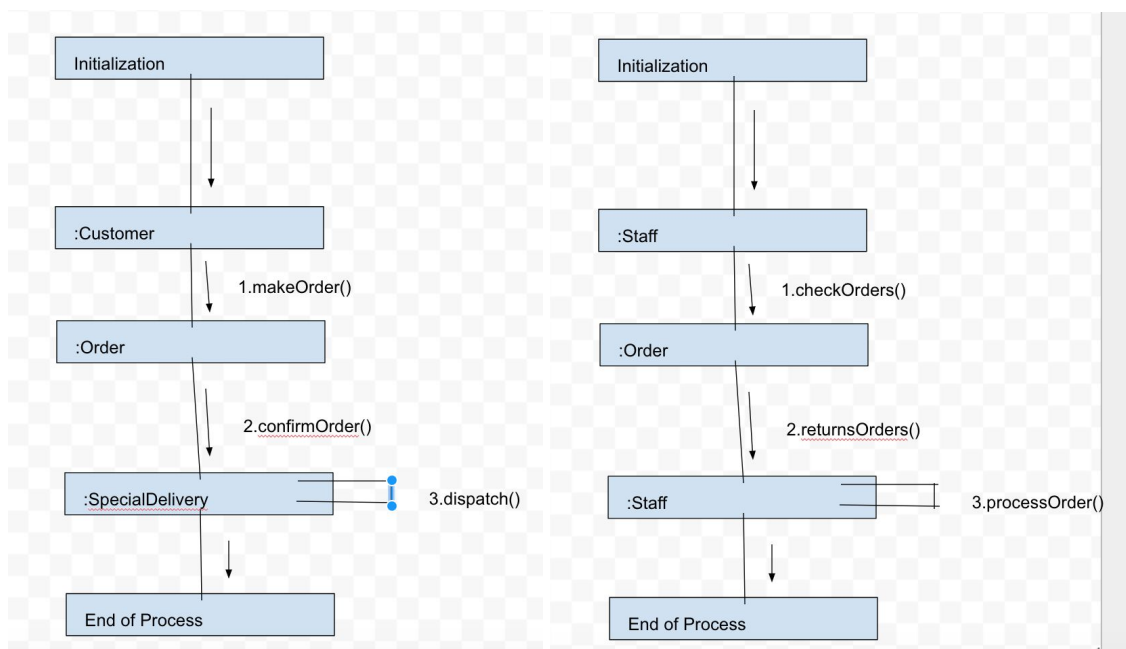 Initialization
:Customer
1.makeOrder()
:Order
2.confirmOrder()
:SpecialDelivery
3.dispatch()
End of Process
Initialization
:Staff
1.checkOrders()
:Order
2.returnsOrders()
:Staff
3.processOrder()
End of Process